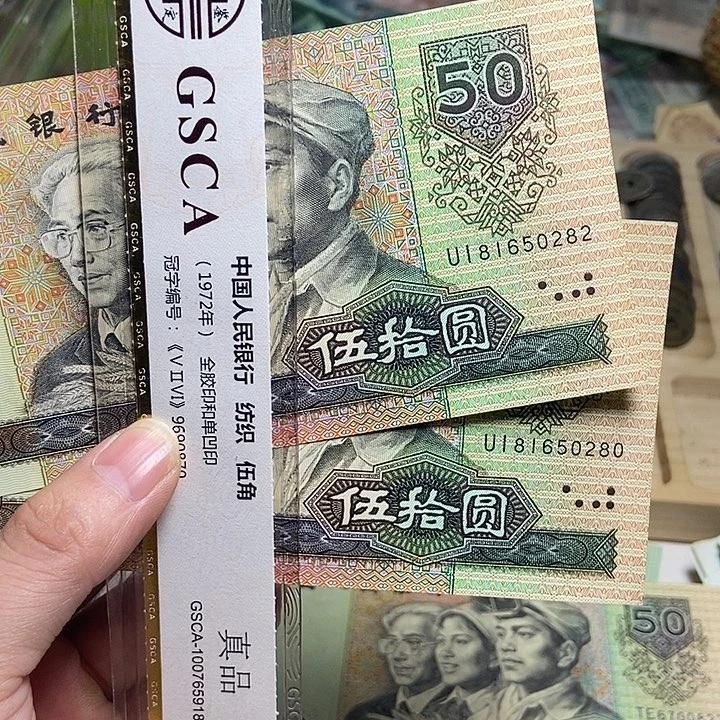 GSCA
中国人民银行 纺织 伍角
(1972年) 全胶印和单凹印
冠字编号:《VⅡVI》
真品
银行
50
UI81650282
伍拾圆
UI81650280
伍拾圆
50